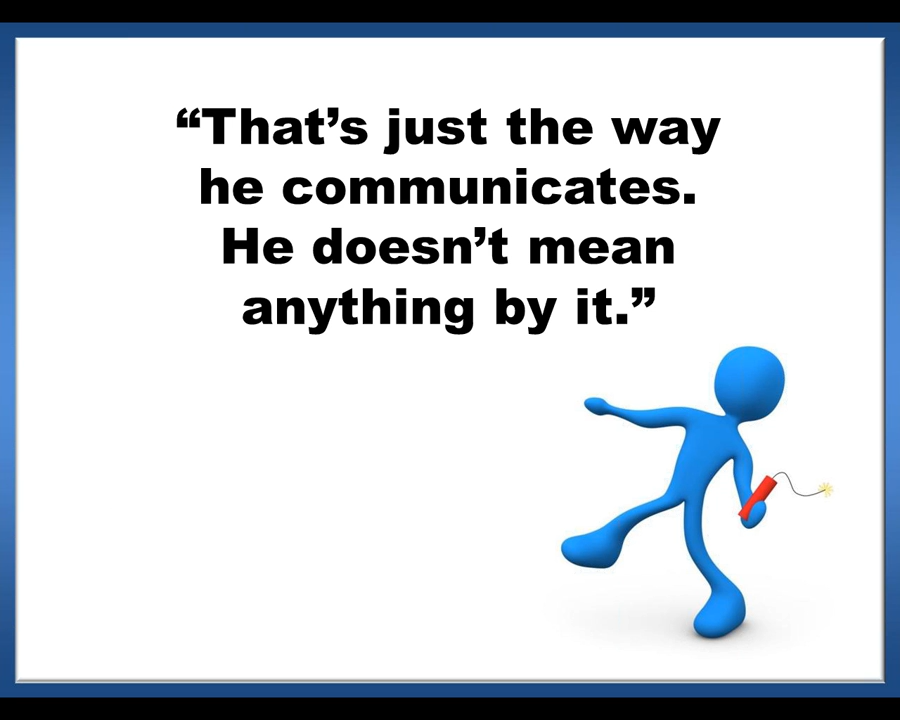 “That’s just the way
he communicates.
He doesn’t mean
anything by it.”